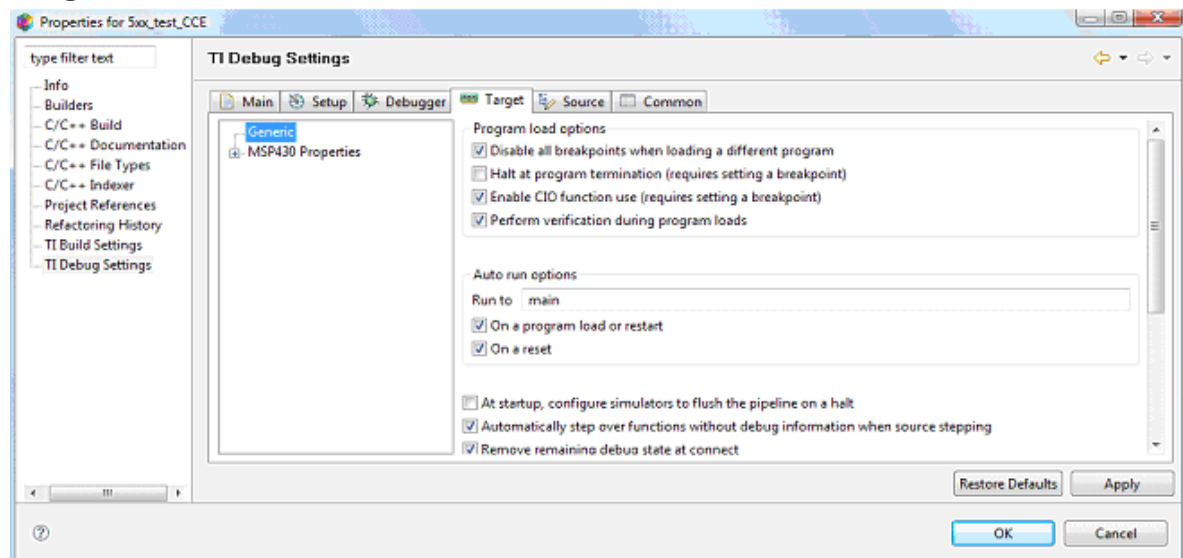 Properties for 5xx_test_CCE
type filter text
Info
Builders
C/C++ Build
C/C++ Documentation
C/C++ File Types
C/C++ Indexer
Project References
Refactoring History
TI Build Settings
TI Debug Settings
TI Debug Settings
Main Setup Debugger Target Source Common
Generic
MSP430 Properties
Program load options
Disable all breakpoints when loading a different program
Halt at program termination (requires setting a breakpoint)
Enable CIO function use (requires setting a breakpoint)
Perform verification during program loads
Auto run options
Run to main
On a program load or restart
On a reset
At startup, configure simulators to flush the pipeline on a halt
Automatically step over functions without debug information when source stepping
Remove remaining debug state at connect
Restore Defaults Apply
OK Cancel